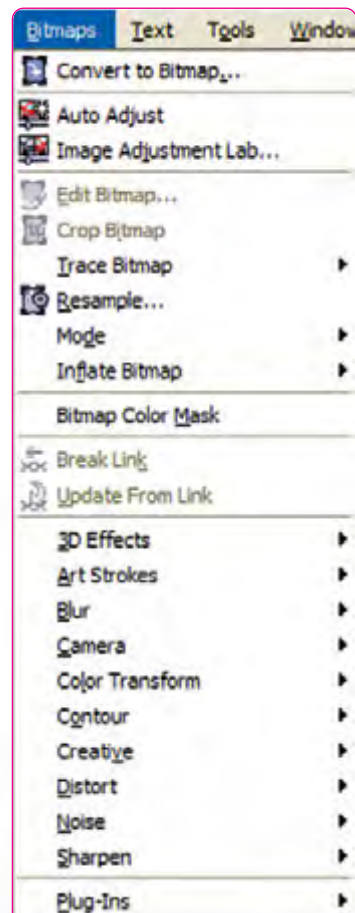 Bitmaps Text Tools Window
Convert to Bitmap...
Auto Adjust
Image Adjustment Lab...
Edit Bitmap...
Crop Bitmap
Trace Bitmap
Resample...
Mode
Inflate Bitmap
Bitmap Color Mask
Break Link
Update From Link
3D Effects
Art Strokes
Blur
Camera
Color Transform
Contour
Creative
Distort
Noise
Sharpen
Plug-Ins